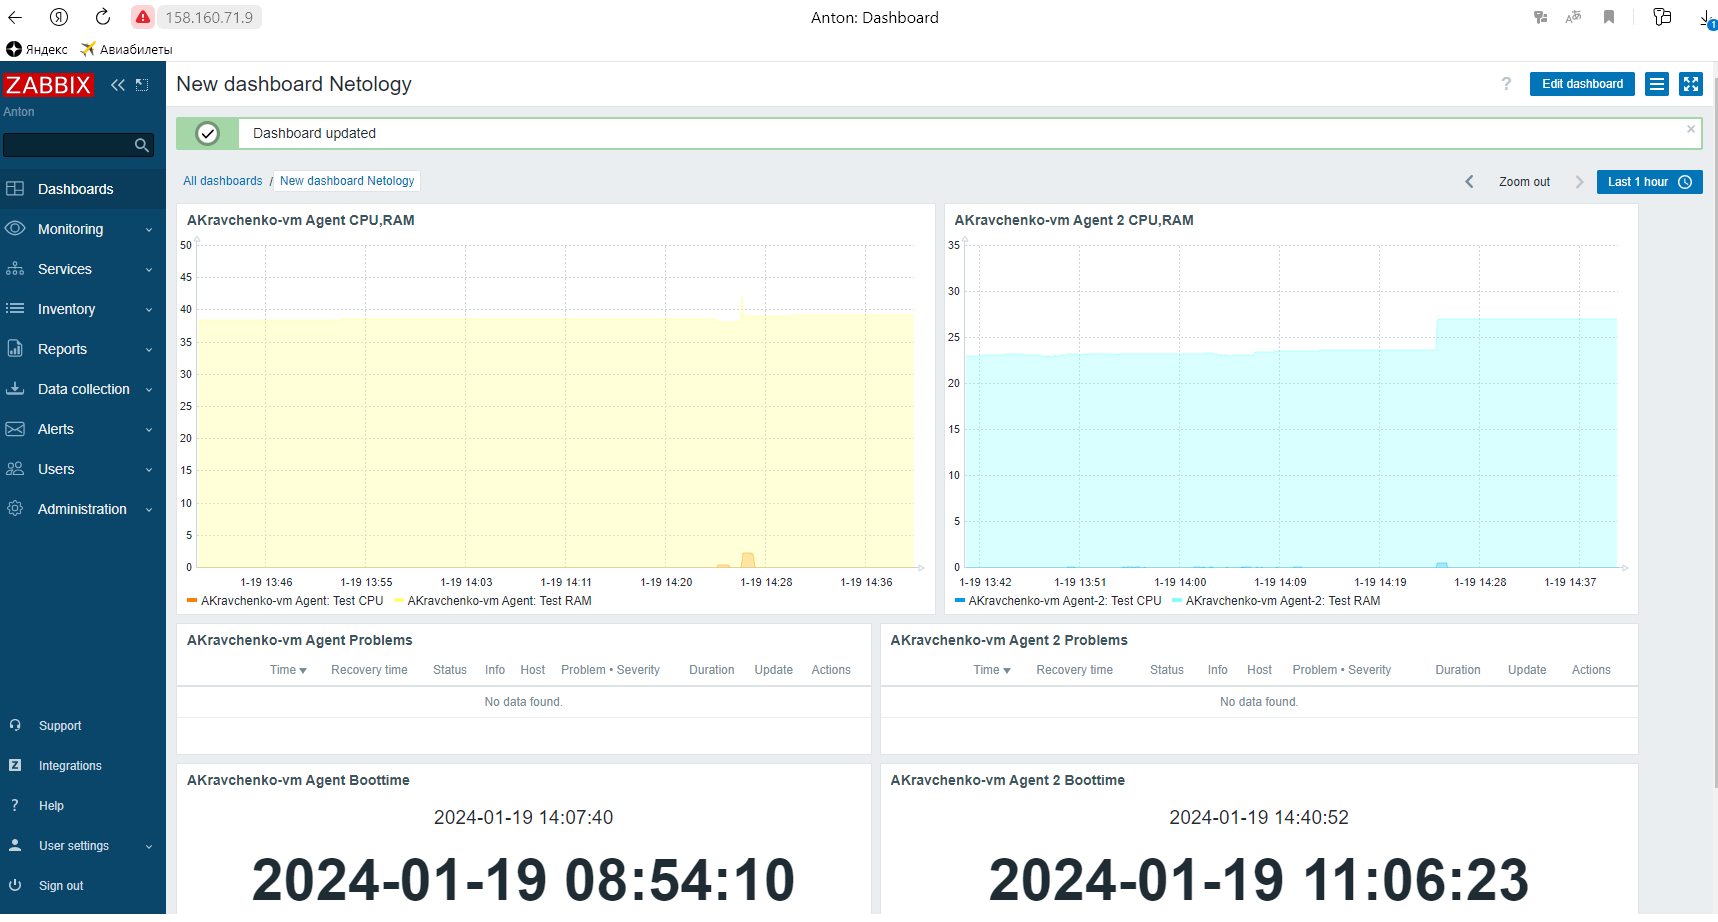 158.160.71.9
Anton: Dashboard
1
Яндекс
Авиабилеты
ZABBIX
Anton
Dashboards
Monitoring
Services
Inventory
Reports
Data collection
Alerts
Users
Administration
Support
Integrations
Help
User settings
Sign out
New dashboard Netology
?
Edit dashboard
Dashboard updated
All dashboards / New dashboard Netology
Zoom out
Last 1 hour
AKravchenko-vm Agent CPU,RAM
50
45
40
35
30
25
20
15
10
5
0
1-19 13:46 1-19 13:55 1-19 14:03 1-19 14:11 1-19 14:20 1-19 14:28 1-19 14:36
AKravchenko-vm Agent: Test CPU AKravchenko-vm Agent: Test RAM
AKravchenko-vm Agent 2 CPU,RAM
35
30
25
20
15
10
5
0
1-19 13:42 1-19 13:51 1-19 14:00 1-19 14:09 1-19 14:19 1-19 14:28 1-19 14:37
AKravchenko-vm Agent-2: Test CPU AKravchenko-vm Agent-2: Test RAM
AKravchenko-vm Agent Problems
Time Recovery time Status Info Host Problem • Severity Duration Update Actions
No data found.
AKravchenko-vm Agent 2 Problems
Time Recovery time Status Info Host Problem • Severity Duration Update Actions
No data found.
AKravchenko-vm Agent Boottime
2024-01-19 14:07:40
2024-01-19 08:54:10
AKravchenko-vm Agent 2 Boottime
2024-01-19 14:40:52
2024-01-19 11:06:23